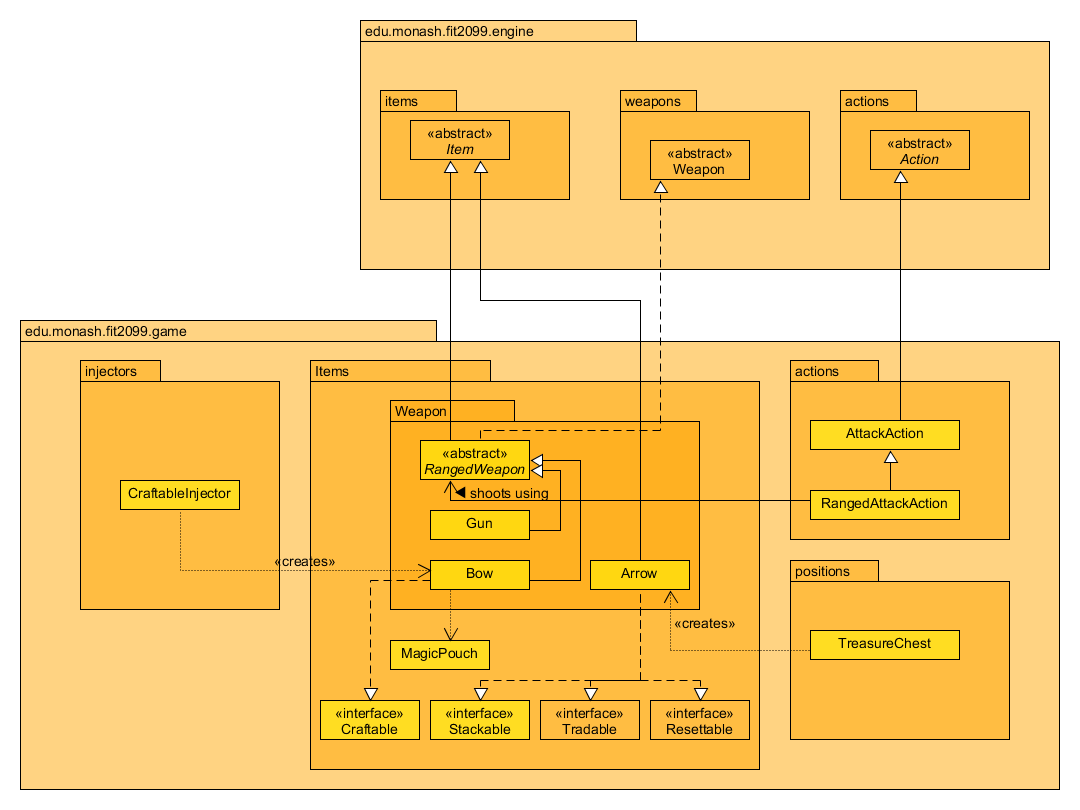 edu.monash.fit2099.engine
items
weapons
actions
«abstract»
Item
«abstract»
Weapon
«abstract»
Action
edu.monash.fit2099.game
injectors
Items
actions
Weapon
«abstract»
RangedWeapon
AttackAction
CraftableInjector
◀ shoots using
RangedAttackAction
Gun
«creates»
Bow
Arrow
positions
«creates»
MagicPouch
TreasureChest
«interface»
Craftable
«interface»
Stackable
«interface»
Tradable
«interface»
Resettable